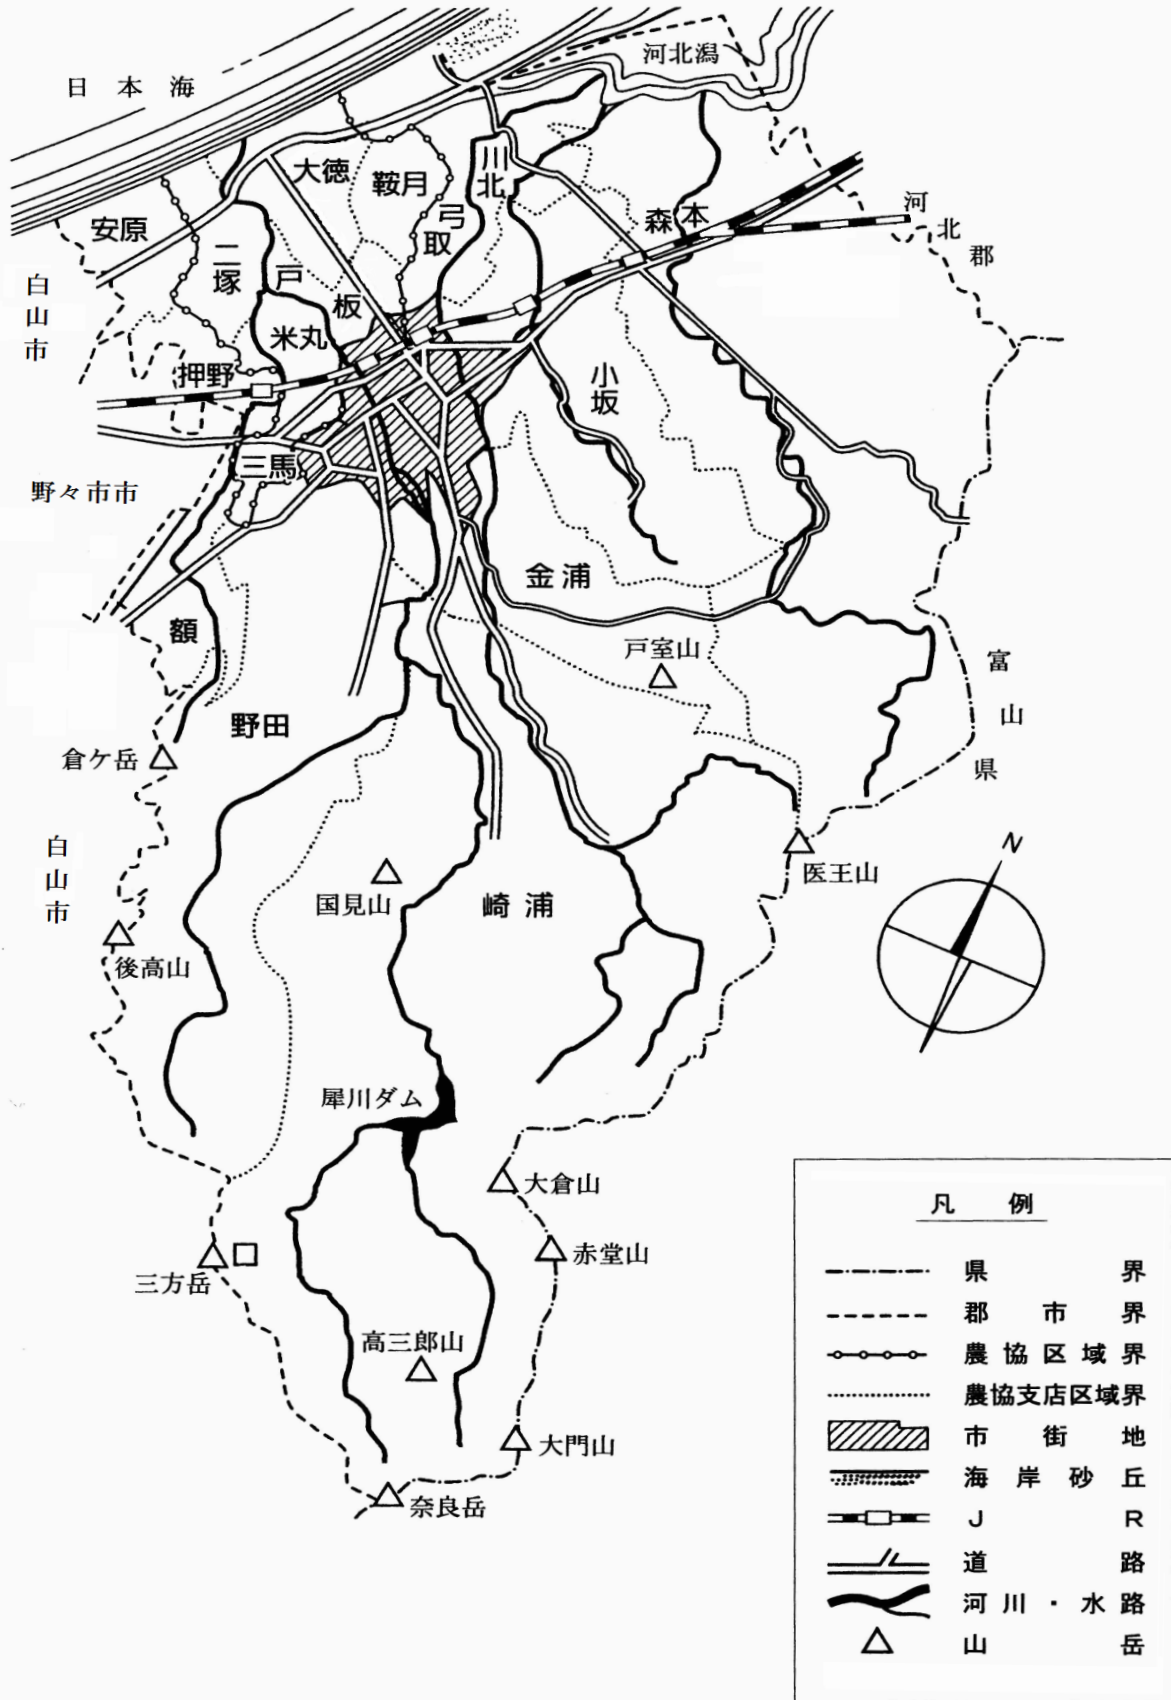 河北潟
日本海
大徳
鞍月
川北
弓取
安原
二塚
戸板
森本
河北郡
白山市
米丸
押野
小坂
三馬
野々市市
金浦
額
戸室山
富山県
野田
倉ケ岳
白山市
医王山
国見山
崎浦
後高山
犀川ダム
大倉山
赤堂山
三方岳
高三郎山
大門山
奈良岳
N
凡例
県界
郡市界
農協区域界
農協支店区域界
市街地
海岸砂丘
JR
道路
河川・水路
山岳